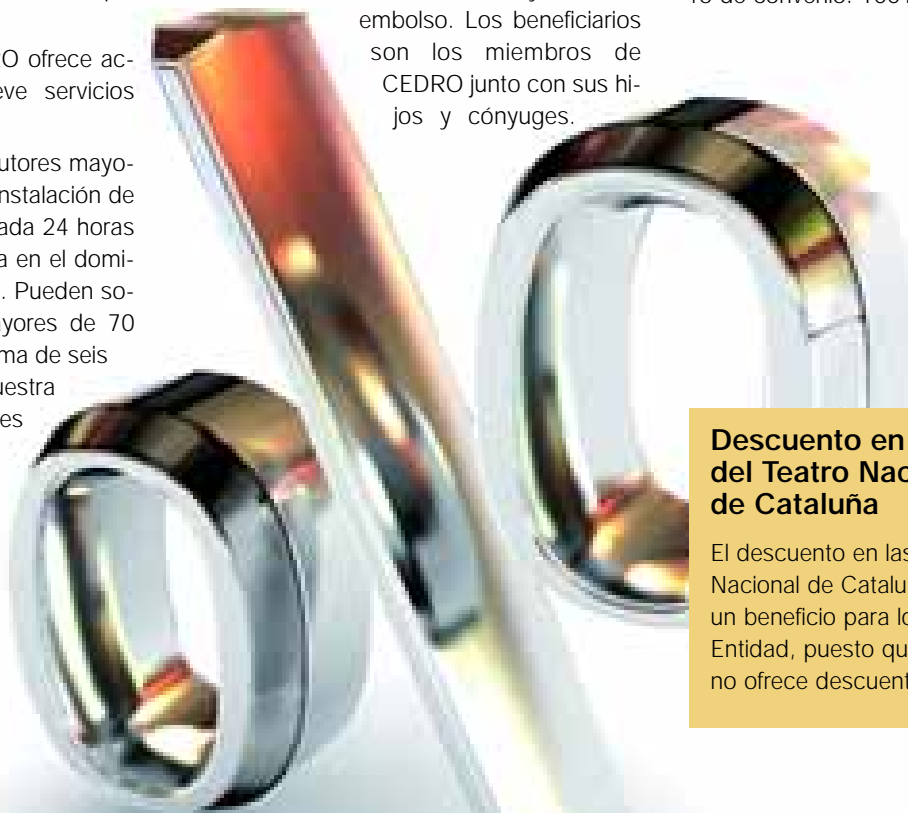 O ofrece ac-
eve servicios
utores mayo-
nstalación de
ada 24 horas
a en el domi-
. Pueden so-
yores de 70
ma de seis
uestra
es
embolso. Los beneficiarios
son los miembros de
CEDRO junto con sus hi-
jos y cónyuges.
Descuento en
del Teatro Nac
de Cataluña
El descuento en las
Nacional de Catalu
un beneficio para lo
Entidad, puesto qu
no ofrece descuent